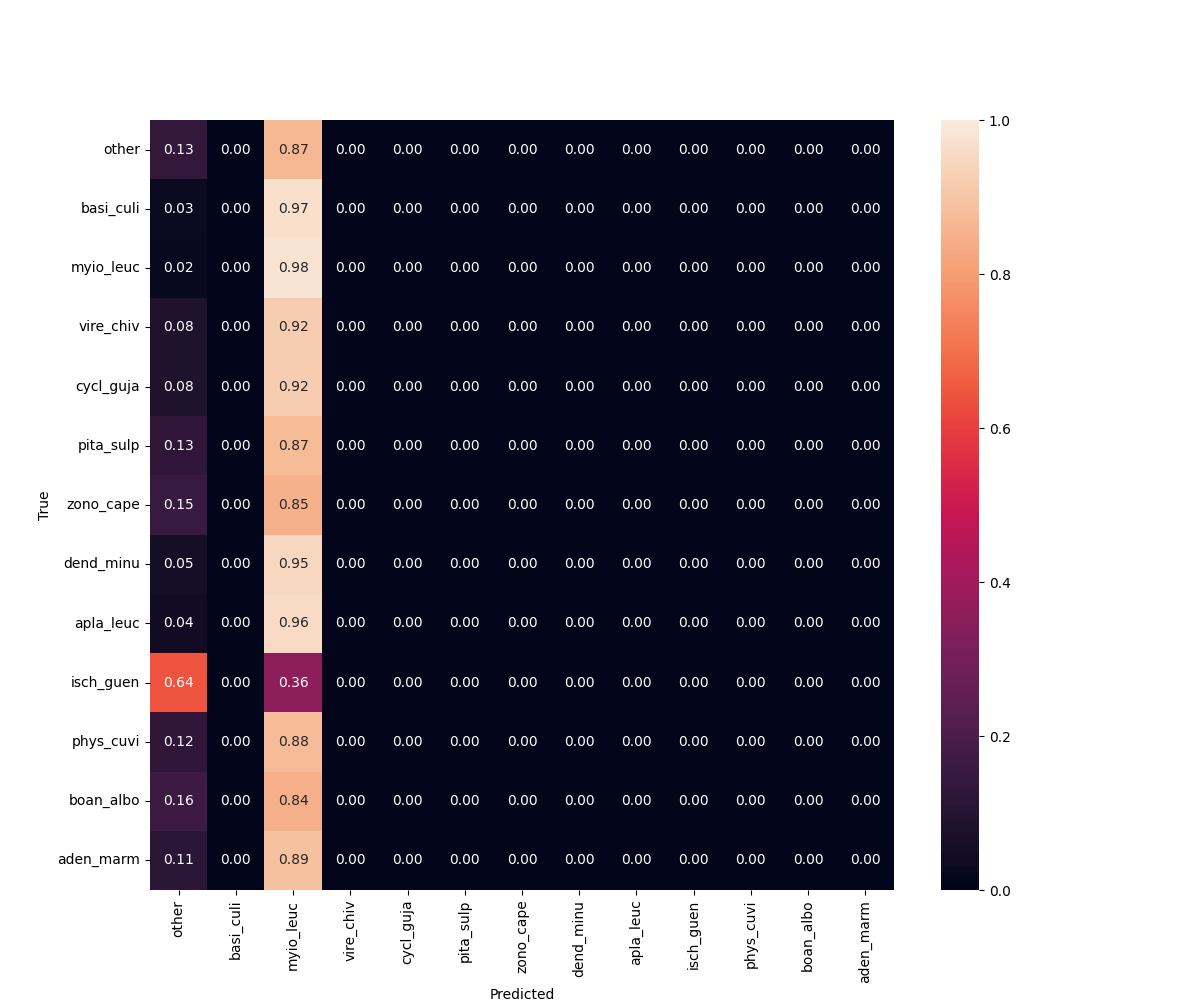 other 0.13 0.00 0.87 0.00 0.00 0.00 0.00 0.00 0.00 0.00 0.00 0.00 0.00
basi_culi 0.03 0.00 0.97 0.00 0.00 0.00 0.00 0.00 0.00 0.00 0.00 0.00 0.00
myio_leuc 0.02 0.00 0.98 0.00 0.00 0.00 0.00 0.00 0.00 0.00 0.00 0.00 0.00
vire_chiv 0.08 0.00 0.92 0.00 0.00 0.00 0.00 0.00 0.00 0.00 0.00 0.00 0.00
cycl_guja 0.08 0.00 0.92 0.00 0.00 0.00 0.00 0.00 0.00 0.00 0.00 0.00 0.00
pita_sulp 0.13 0.00 0.87 0.00 0.00 0.00 0.00 0.00 0.00 0.00 0.00 0.00 0.00
zono_cape 0.15 0.00 0.85 0.00 0.00 0.00 0.00 0.00 0.00 0.00 0.00 0.00 0.00
dend_minu 0.05 0.00 0.95 0.00 0.00 0.00 0.00 0.00 0.00 0.00 0.00 0.00 0.00
apla_leuc 0.04 0.00 0.96 0.00 0.00 0.00 0.00 0.00 0.00 0.00 0.00 0.00 0.00
isch_guen 0.64 0.00 0.36 0.00 0.00 0.00 0.00 0.00 0.00 0.00 0.00 0.00 0.00
phys_cuvi 0.12 0.00 0.88 0.00 0.00 0.00 0.00 0.00 0.00 0.00 0.00 0.00 0.00
boan_albo 0.16 0.00 0.84 0.00 0.00 0.00 0.00 0.00 0.00 0.00 0.00 0.00 0.00
aden_marm 0.11 0.00 0.89 0.00 0.00 0.00 0.00 0.00 0.00 0.00 0.00 0.00 0.00
True
other
basi_culi
myio_leuc
vire_chiv
cycl_guja
pita_sulp
zono_cape
dend_minu
apla_leuc
isch_guen
phys_cuvi
boan_albo
aden_marm
Predicted
1.0
0.8
0.6
0.4
0.2
0.0